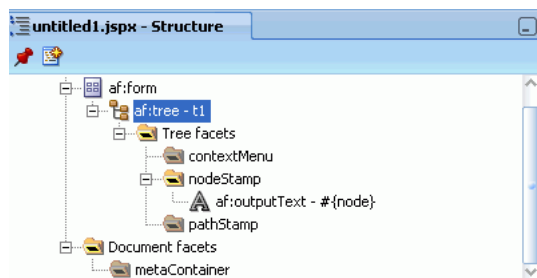 untitled1.jspx - Structure
af:form
af:tree - t1
Tree facets
contextMenu
nodeStamp
af:outputText - #{node}
pathStamp
Document facets
metaContainer